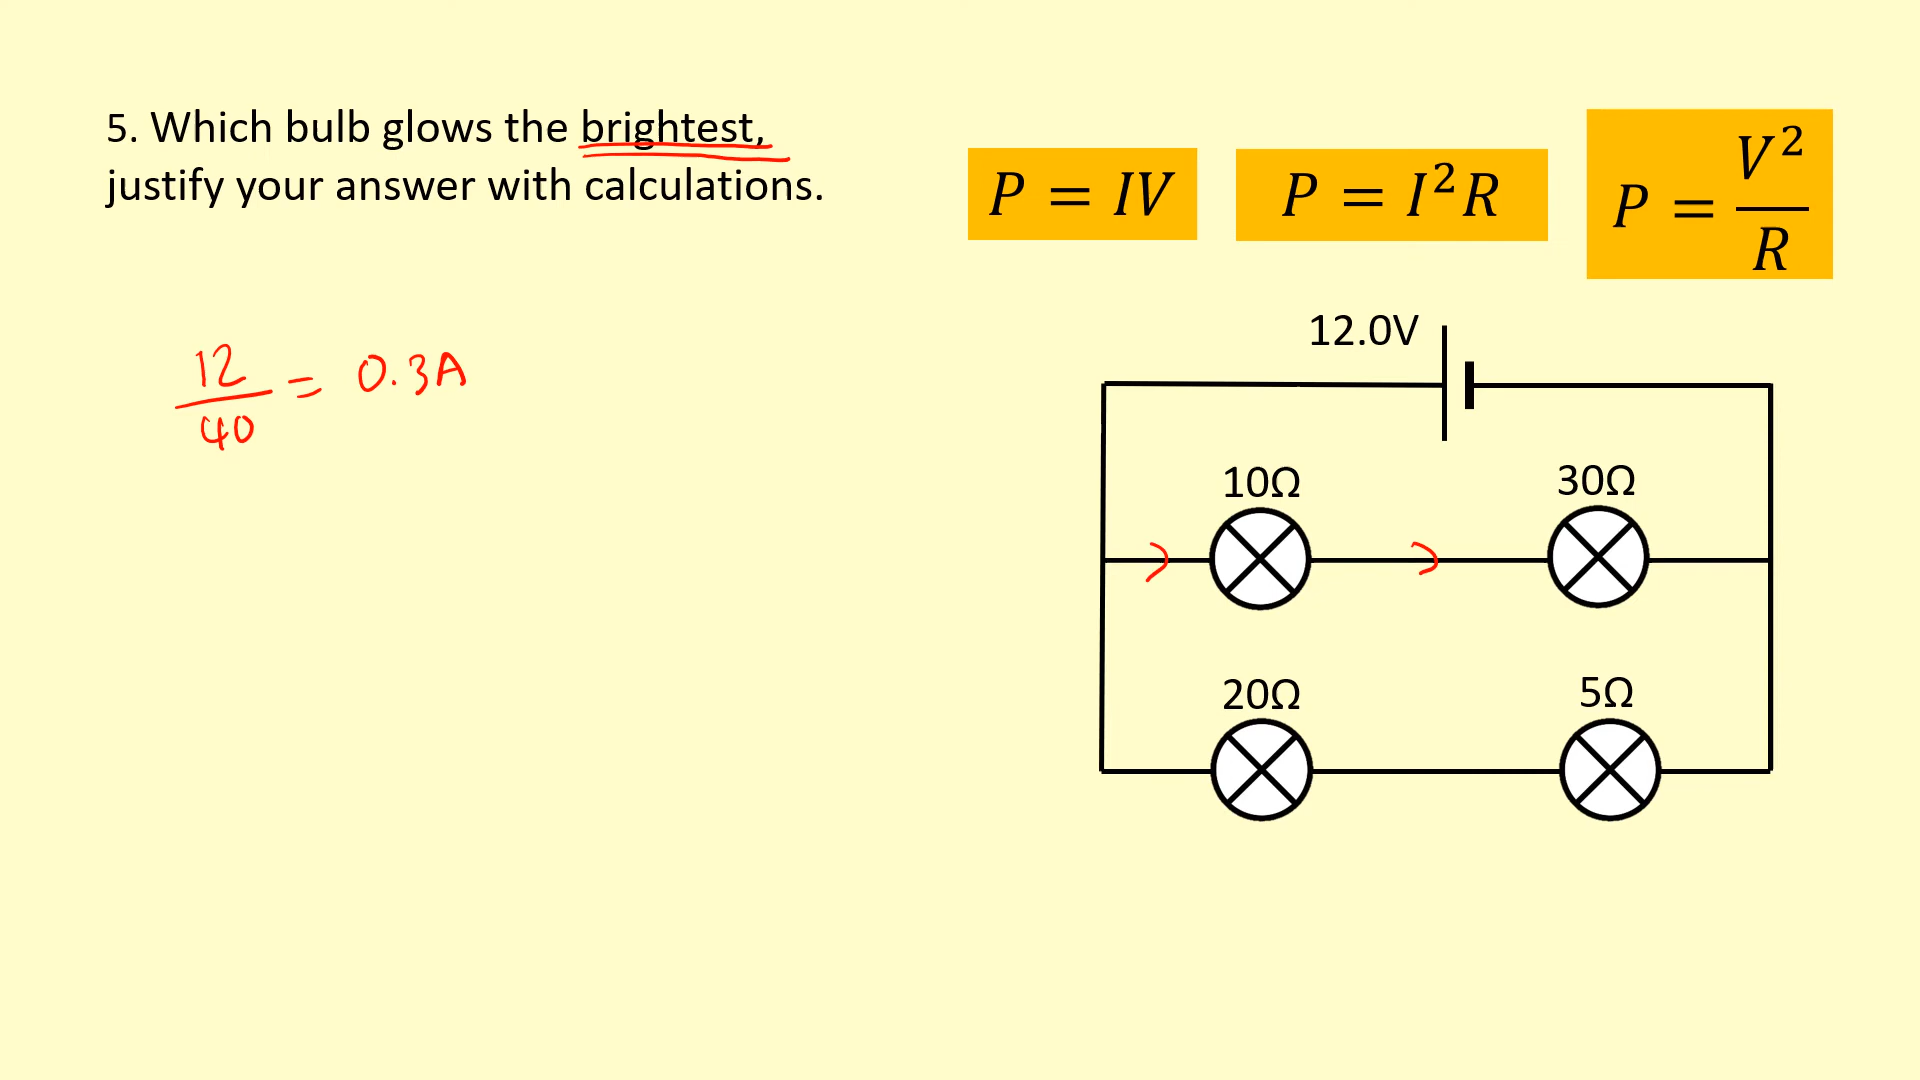 5. Which bulb glows the brightest,
justify your answer with calculations.
P = IV
P = I²R
P = V²/R
12/40 = 0.3A
12.0V
10Ω
30Ω
20Ω
5Ω